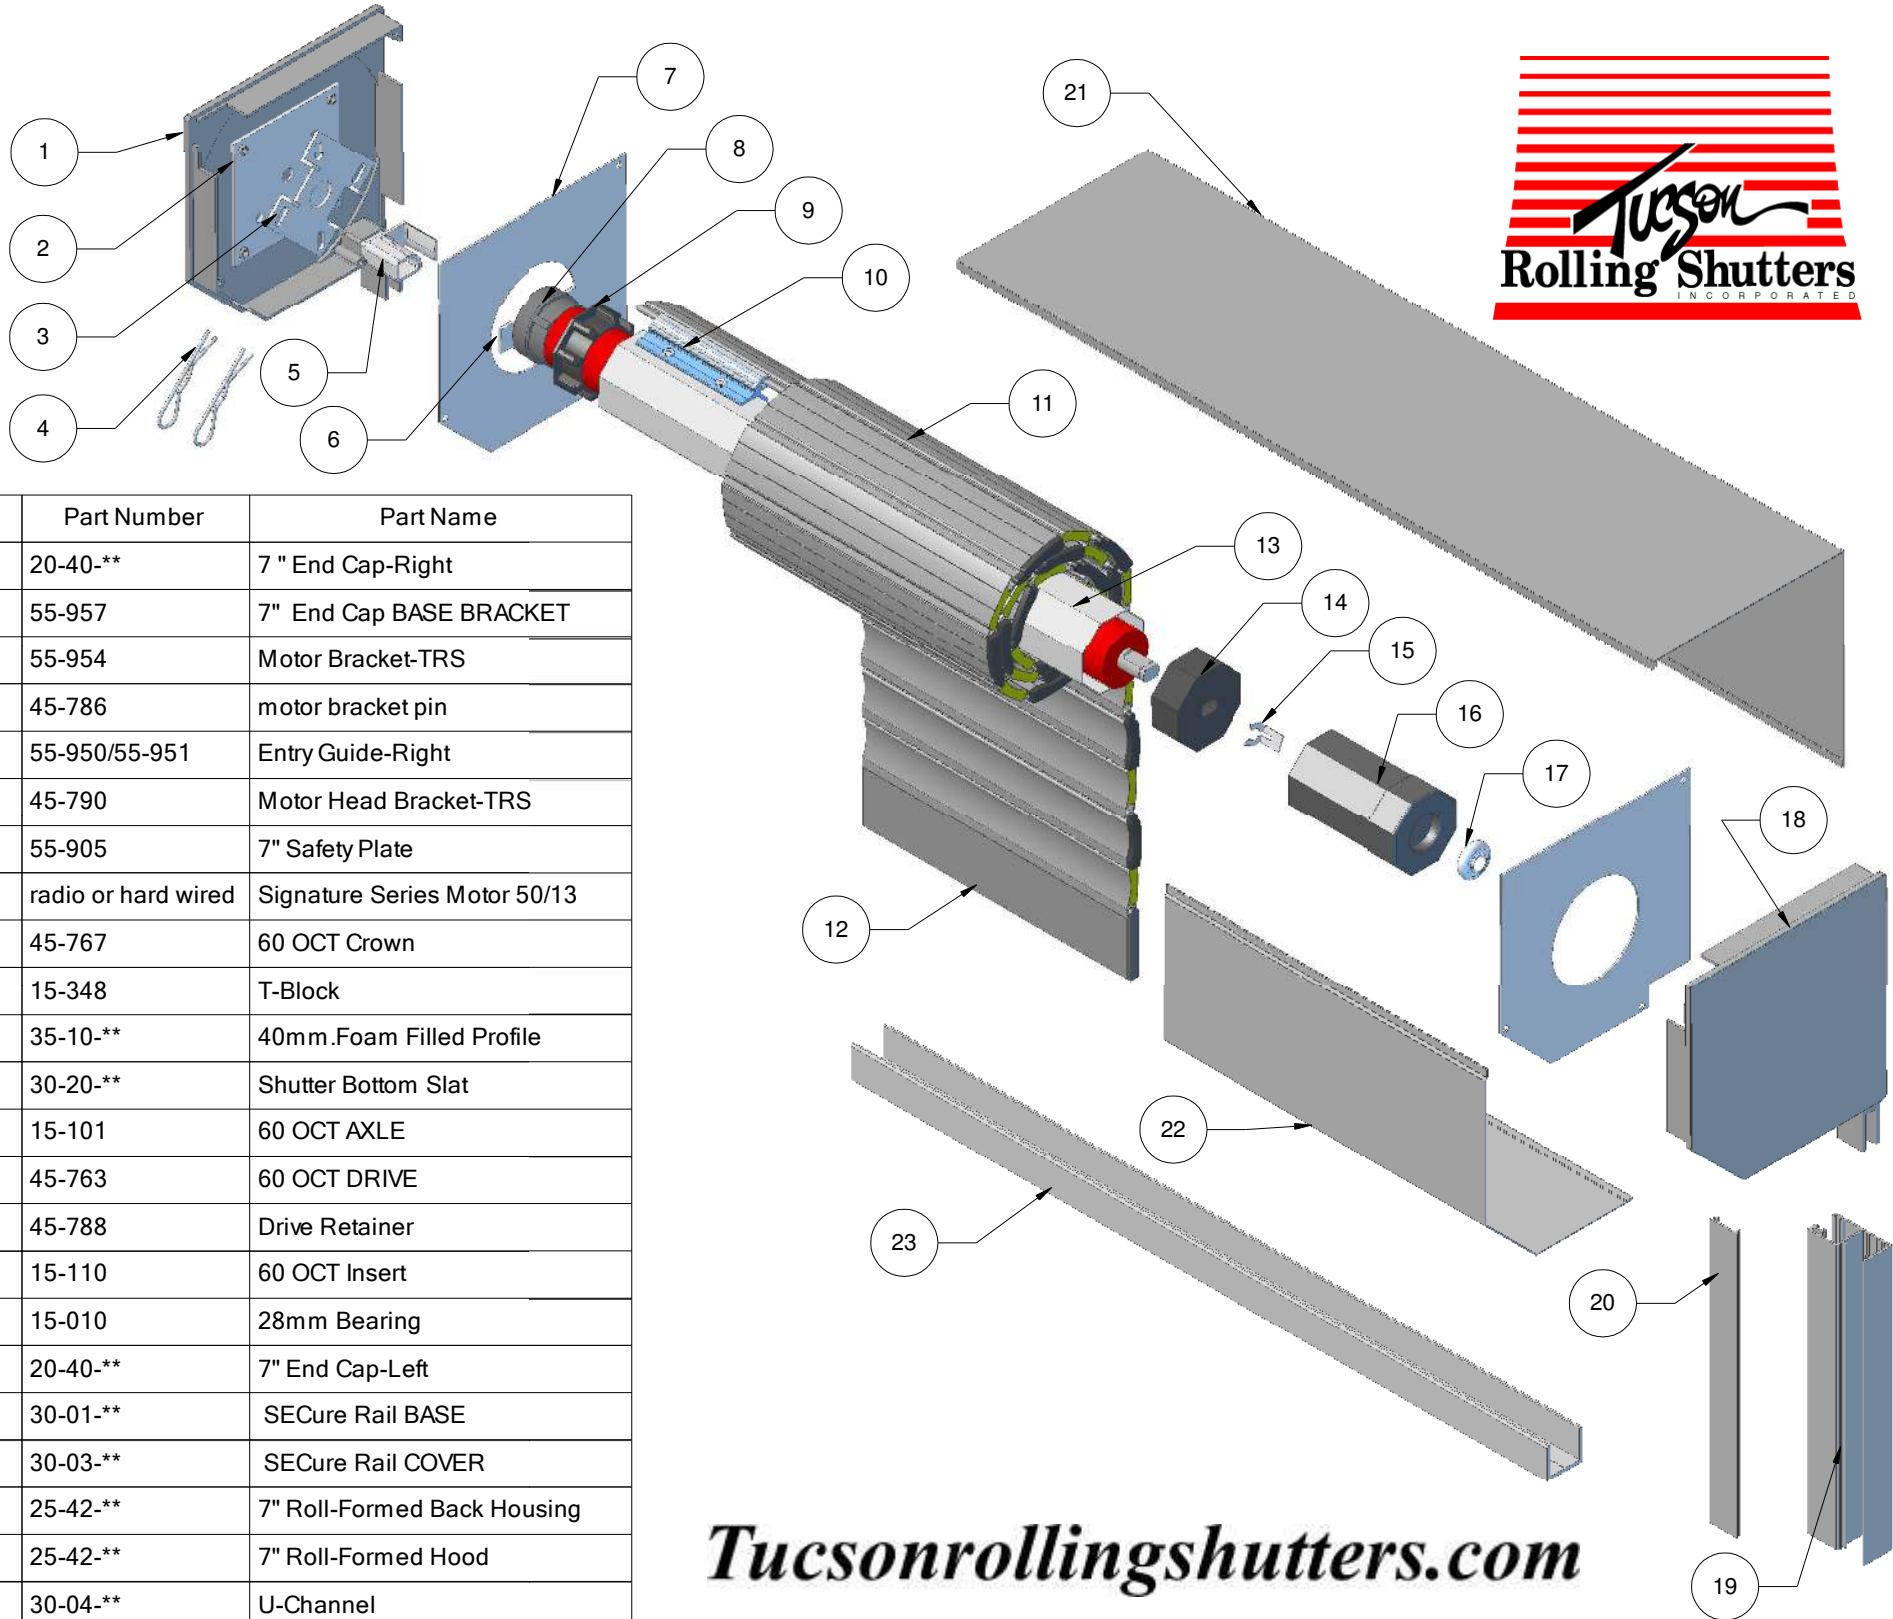 7
21
8
1
9
2
10
3
5
11
4
6
Tucson
Rolling Shutters
INCORPORATED
Part Number Part Name
20-40-** 7 " End Cap-Right
55-957 7" End Cap BASE BRACKET
55-954 Motor Bracket-TRS
45-786 motor bracket pin
55-950/55-951 Entry Guide-Right
45-790 Motor Head Bracket-TRS
55-905 7" Safety Plate
radio or hard wired Signature Series Motor 50/13
45-767 60 OCT Crown
15-348 T-Block
35-10-** 40mm.Foam Filled Profile
30-20-** Shutter Bottom Slat
15-101 60 OCT AXLE
45-763 60 OCT DRIVE
45-788 Drive Retainer
15-110 60 OCT Insert
15-010 28mm Bearing
20-40-** 7" End Cap-Left
30-01-** SECure Rail BASE
30-03-** SECure Rail COVER
25-42-** 7" Roll-Formed Back Housing
25-42-** 7" Roll-Formed Hood
30-04-** U-Channel
13
14
15
16
17
18
12
22
23
20
19
Tucsonrollingshutters.com